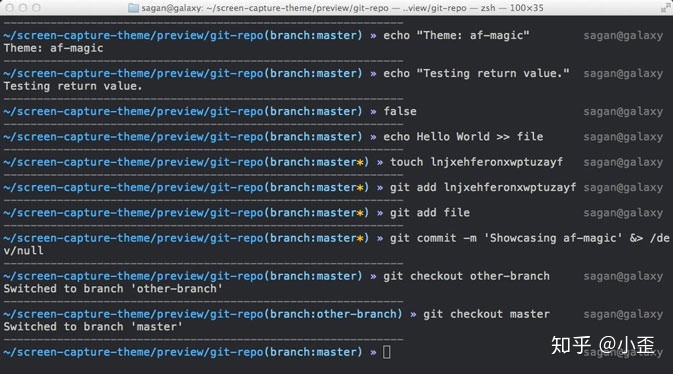 sagan@galaxy: ~/screen-capture-theme/preview/git-repo — ..view/git-repo — zsh — 100×35
~/screen-capture-theme/preview/git-repo(branch:master) » echo "Theme: af-magic" sagan@galaxy
Theme: af-magic
~/screen-capture-theme/preview/git-repo(branch:master) » echo "Testing return value." sagan@galaxy
Testing return value.
~/screen-capture-theme/preview/git-repo(branch:master) » false sagan@galaxy
~/screen-capture-theme/preview/git-repo(branch:master) » echo Hello World >> file sagan@galaxy
~/screen-capture-theme/preview/git-repo(branch:master*) » touch lnjxehferonxwptuzayf sagan@galaxy
~/screen-capture-theme/preview/git-repo(branch:master*) » git add lnjxehferonxwptuzayf sagan@galaxy
~/screen-capture-theme/preview/git-repo(branch:master*) » git add file sagan@galaxy
~/screen-capture-theme/preview/git-repo(branch:master*) » git commit -m 'Showcasing af-magic' &> /de
v/null
~/screen-capture-theme/preview/git-repo(branch:master) » git checkout other-branch sagan@galaxy
Switched to branch 'other-branch'
~/screen-capture-theme/preview/git-repo(branch:other-branch) » git checkout master sagan@galaxy
Switched to branch 'master'
~/screen-capture-theme/preview/git-repo(branch:master) » sagan@galaxy
知乎 @小歪